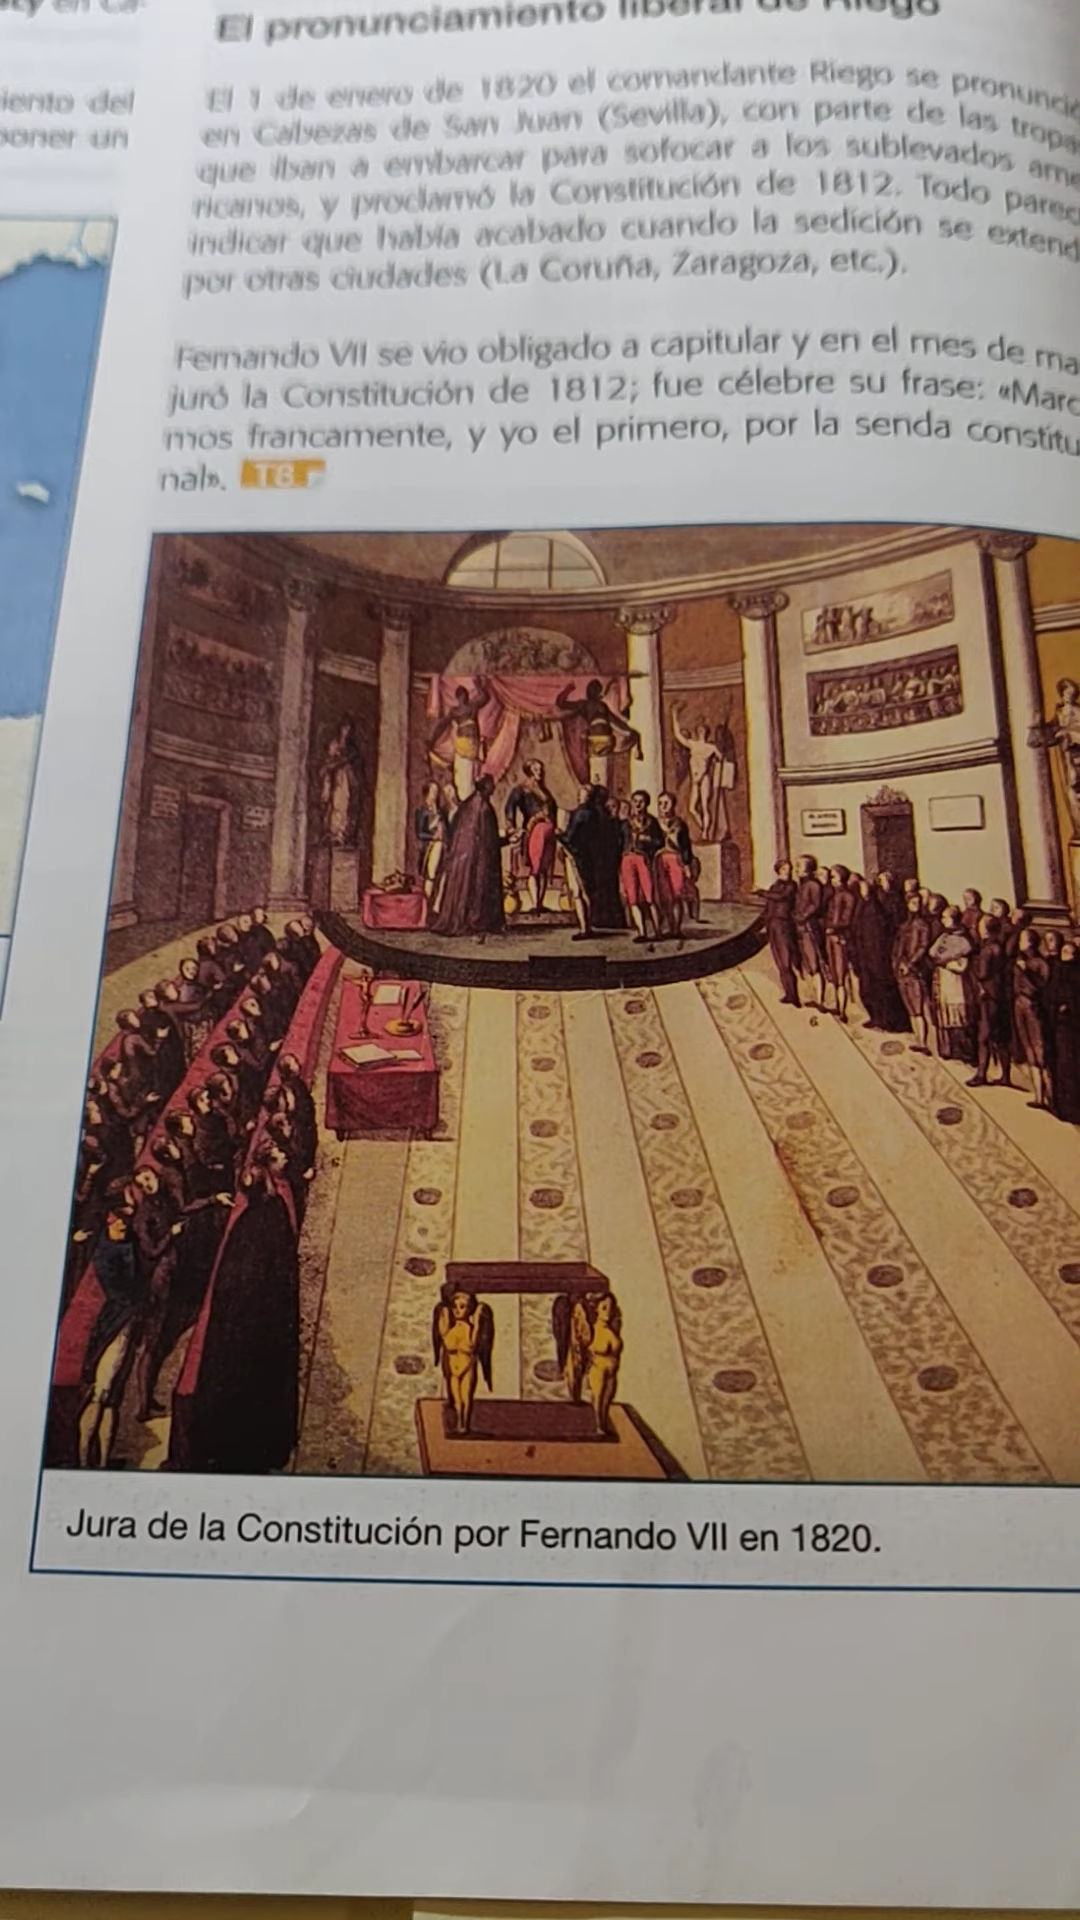 El pronunciamiento liberal de Riego
iento del
poner un
El 1 de enero de 1820 el comandante Riego se pronunció
en Cabezas de San Juan (Sevilla), con parte de las tropa
que iban a embarcar para sofocar a los sublevados ame
ricanos, y proclamó la Constitución de 1812. Todo parec
indicar que había acabado cuando la sedición se extend
por otras ciudades (La Coruña, Zaragoza, etc.).
Fernando VII se vio obligado a capitular y en el mes de ma
juró la Constitución de 1812; fue célebre su frase: «Marc
mos francamente, y yo el primero, por la senda constitu
nal». T8
6
Jura de la Constitución por Fernando VII en 1820.